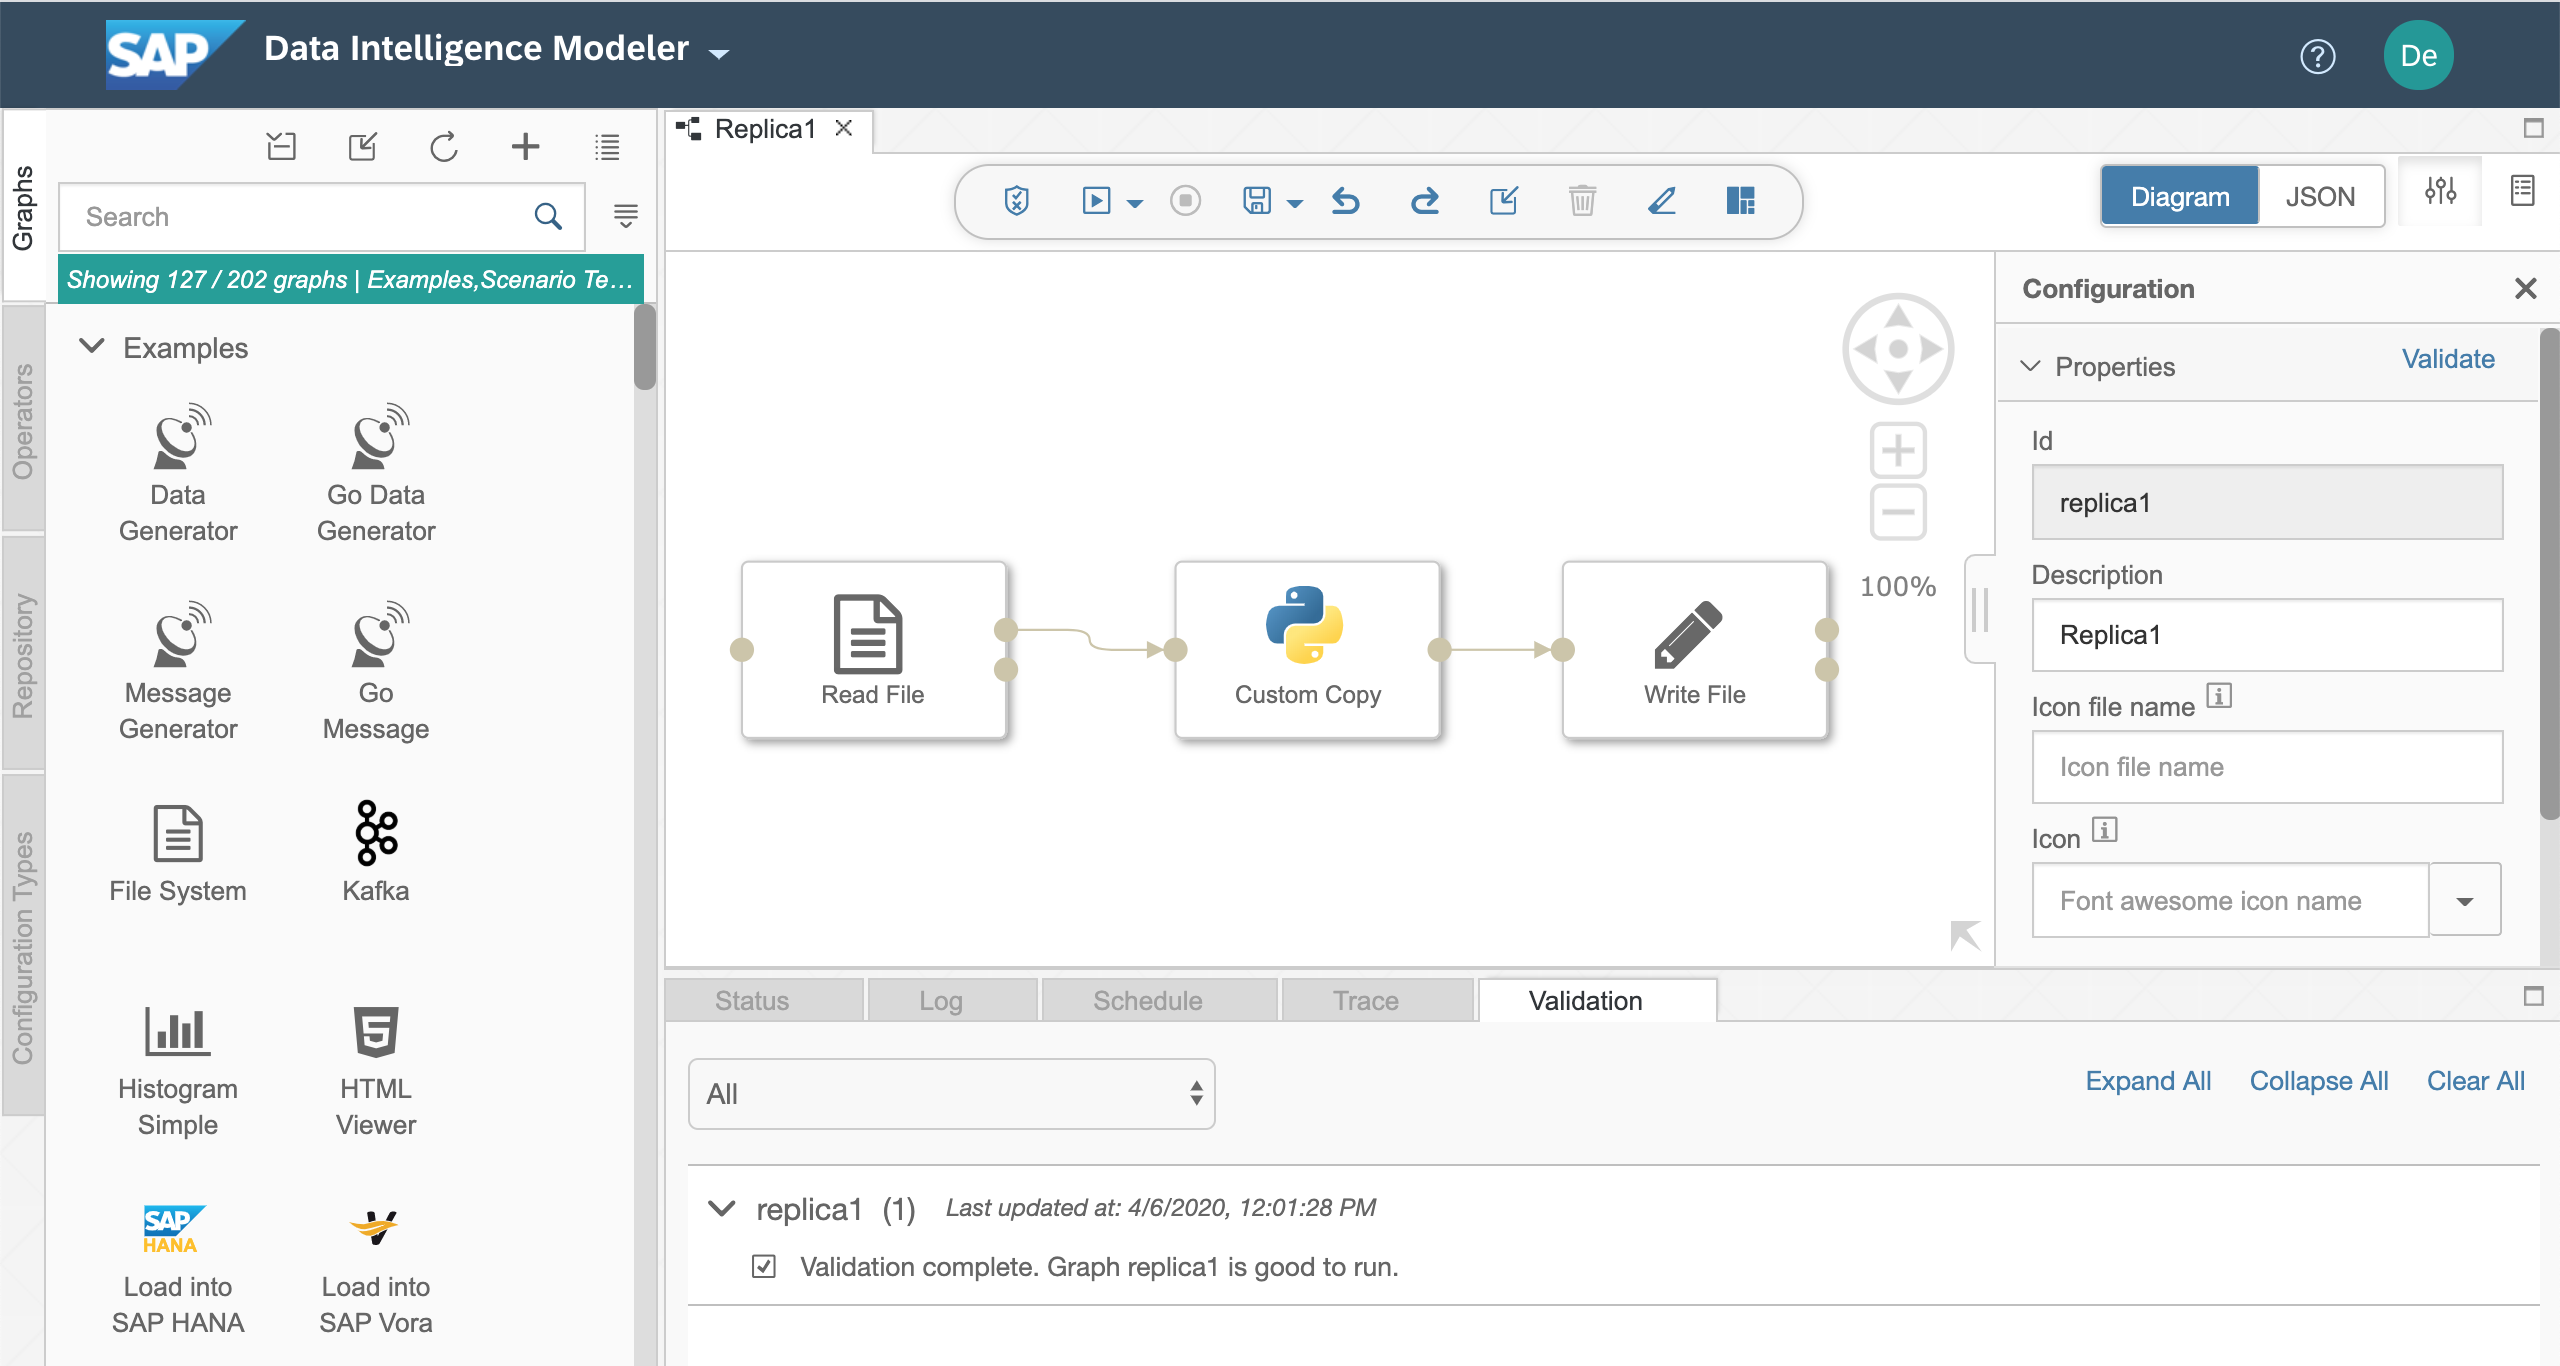 SAP Data Intelligence Modeler
De
Graphs
Operators
Repository
Configuration Types
Search
Showing 127 / 202 graphs | Examples,Scenario Te…
Examples
Data
Generator
Go Data
Generator
Message
Generator
Go
Message
File System
Kafka
Histogram
Simple
HTML
Viewer
SAP
HANA
Load into
SAP HANA
Load into
SAP Vora
Replica1
Diagram
JSON
Read File
Custom Copy
Write File
100%
Configuration
Properties
Validate
Id
replica1
Description
Replica1
Icon file name
Icon file name
Icon
Font awesome icon name
Status
Log
Schedule
Trace
Validation
All
Expand All
Collapse All
Clear All
replica1 (1) Last updated at: 4/6/2020, 12:01:28 PM
Validation complete. Graph replica1 is good to run.